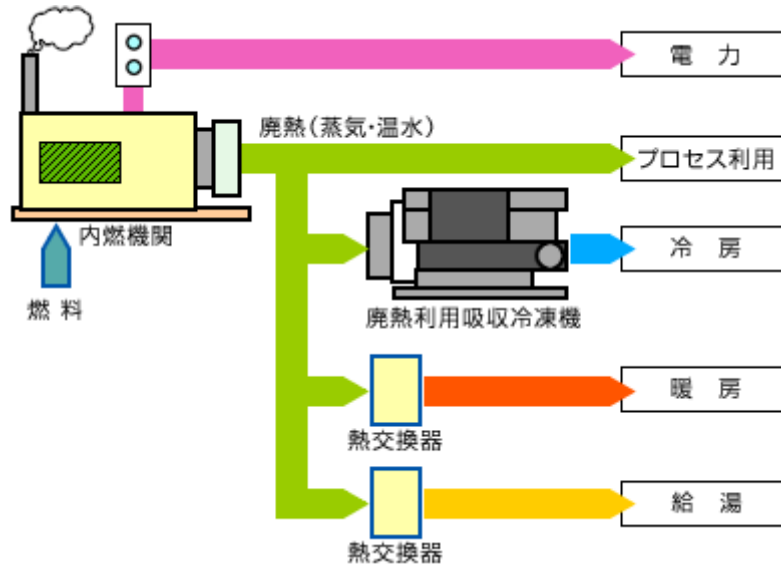 電　力
廃熱（蒸気・温水）
プロセス利用
内燃機関
冷　房
燃 料
廃熱利用吸収冷凍機
暖　房
熱交換器
給　湯
熱交換器